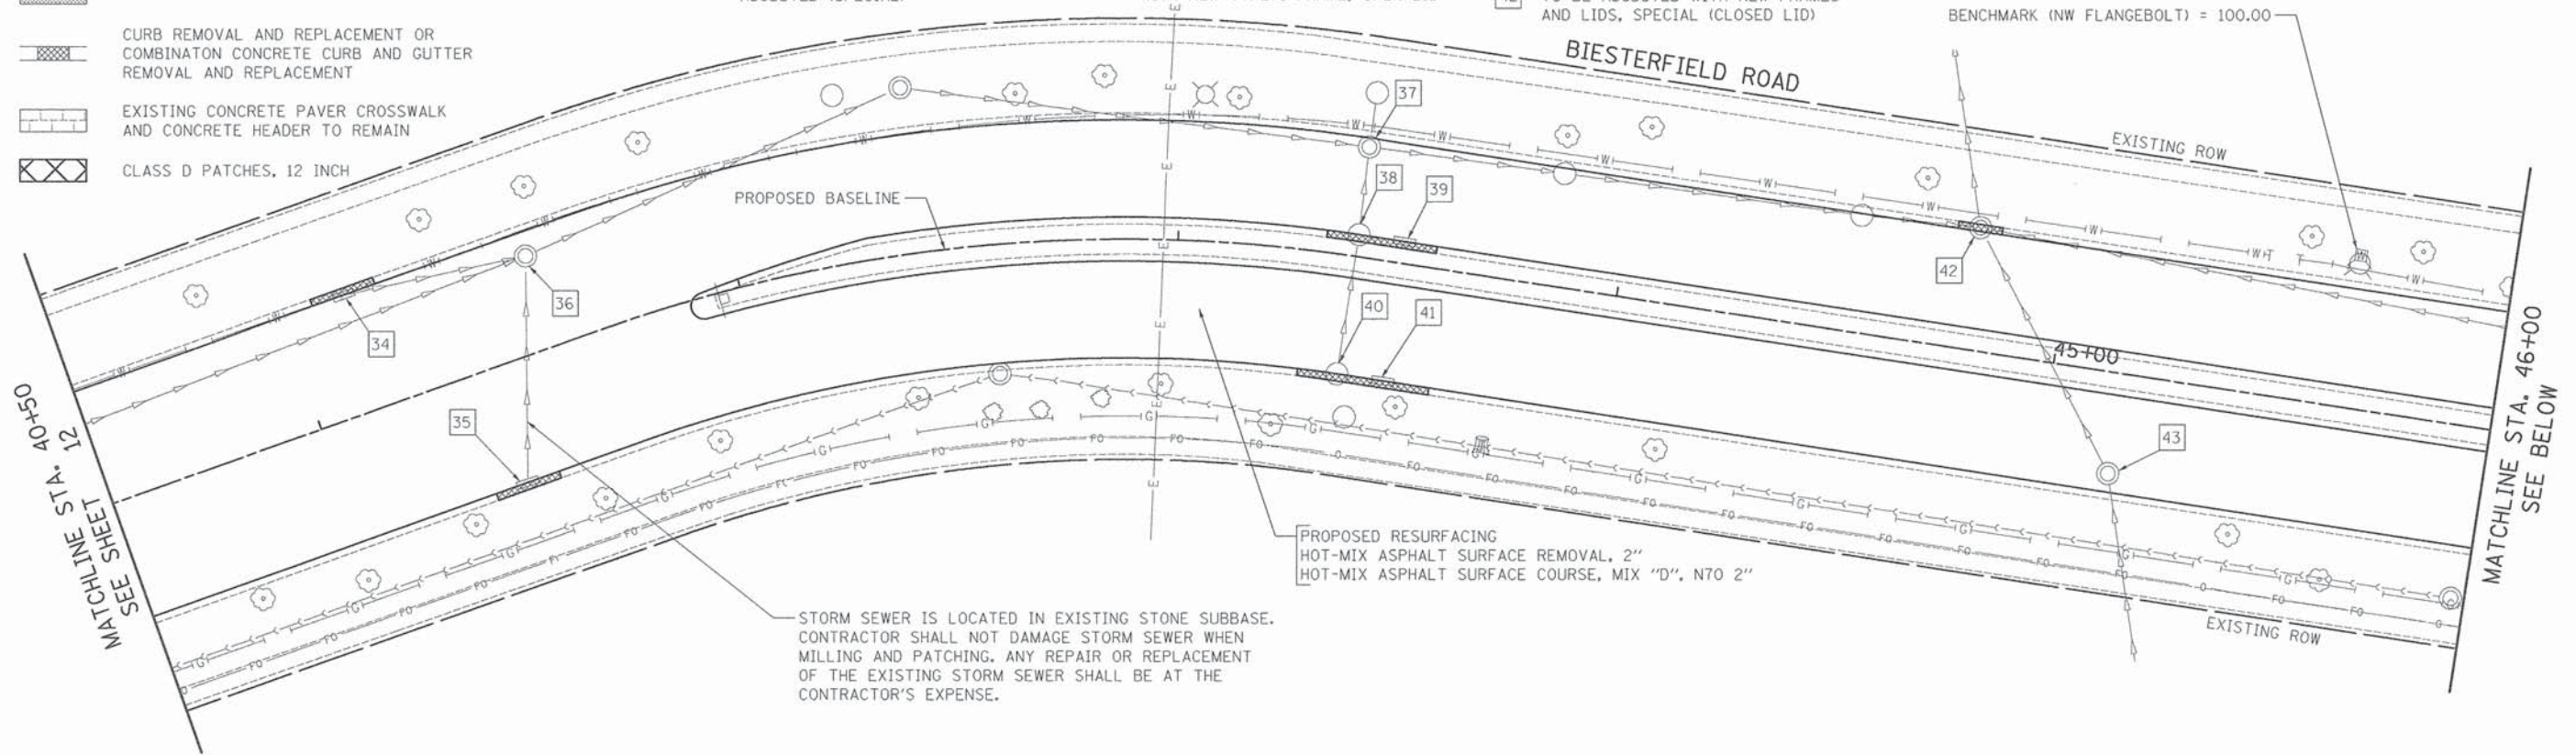 AND LIDS, SPECIAL (CLOSED LID)
BENCHMARK (NW FLANGEBOLT) = 100.00
CURB REMOVAL AND REPLACEMENT OR
COMBINATON CONCRETE CURB AND GUTTER
REMOVAL AND REPLACEMENT
EXISTING CONCRETE PAVER CROSSWALK
AND CONCRETE HEADER TO REMAIN
CLASS D PATCHES, 12 INCH
BIESTERFIELD ROAD
EXISTING ROW
PROPOSED BASELINE
34
35
36
37
38
39
40
41
42
43
45+00
MATCHLINE STA. 40+50
SEE SHEET 12
MATCHLINE STA. 46+00
SEE BELOW
PROPOSED RESURFACING
HOT-MIX ASPHALT SURFACE REMOVAL, 2"
HOT-MIX ASPHALT SURFACE COURSE, MIX "D", N70 2"
STORM SEWER IS LOCATED IN EXISTING STONE SUBBASE.
CONTRACTOR SHALL NOT DAMAGE STORM SEWER WHEN
MILLING AND PATCHING. ANY REPAIR OR REPLACEMENT
OF THE EXISTING STORM SEWER SHALL BE AT THE
CONTRACTOR'S EXPENSE.
EXISTING ROW